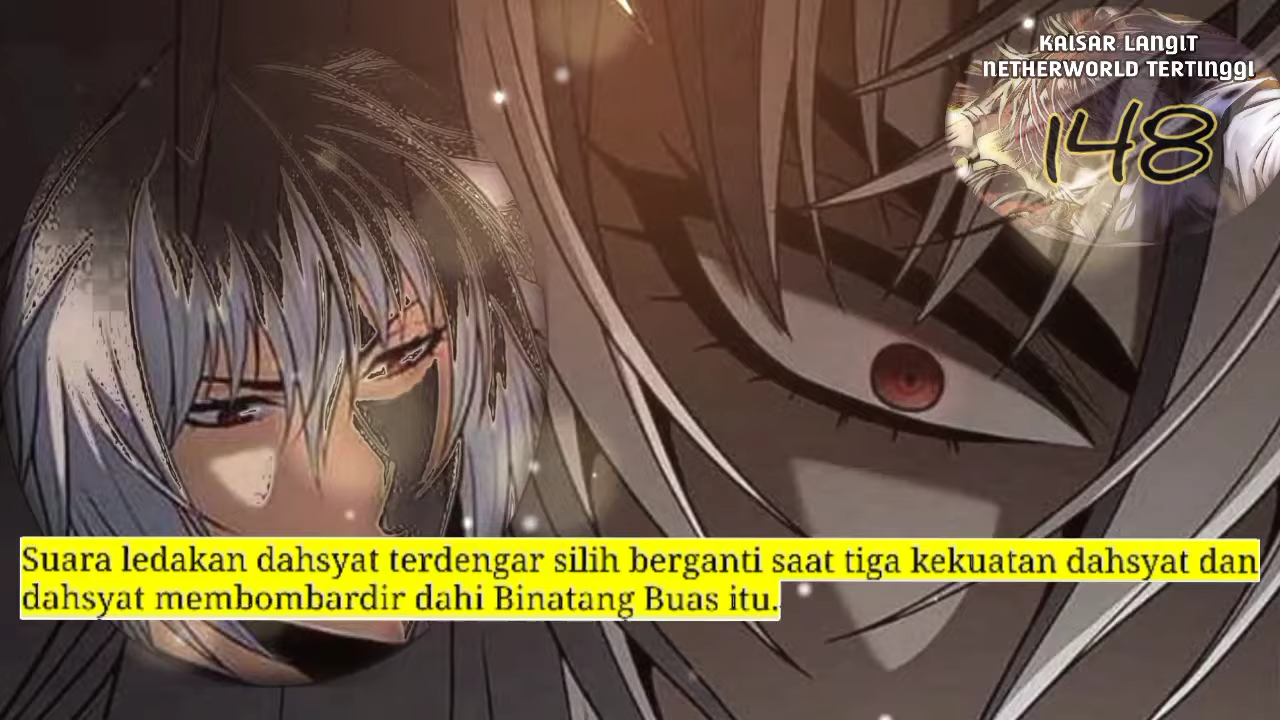 KAISAR LANGIT
NETHERWORLD TERTINGGI
148
Suara ledakan dahsyat terdengar silih berganti saat tiga kekuatan dahsyat dan
dahsyat membombardir dahi Binatang Buas itu.